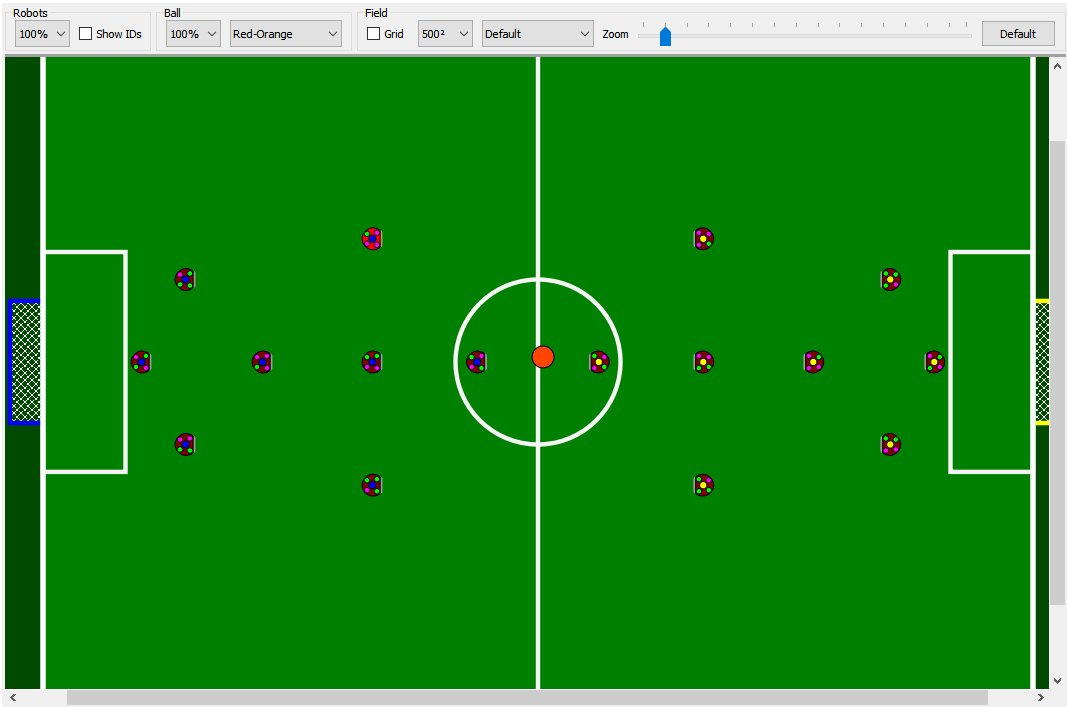 Robots
100%
Show IDs
Ball
100%
Red-Orange
Field
Grid
500²
Default
Zoom
Default